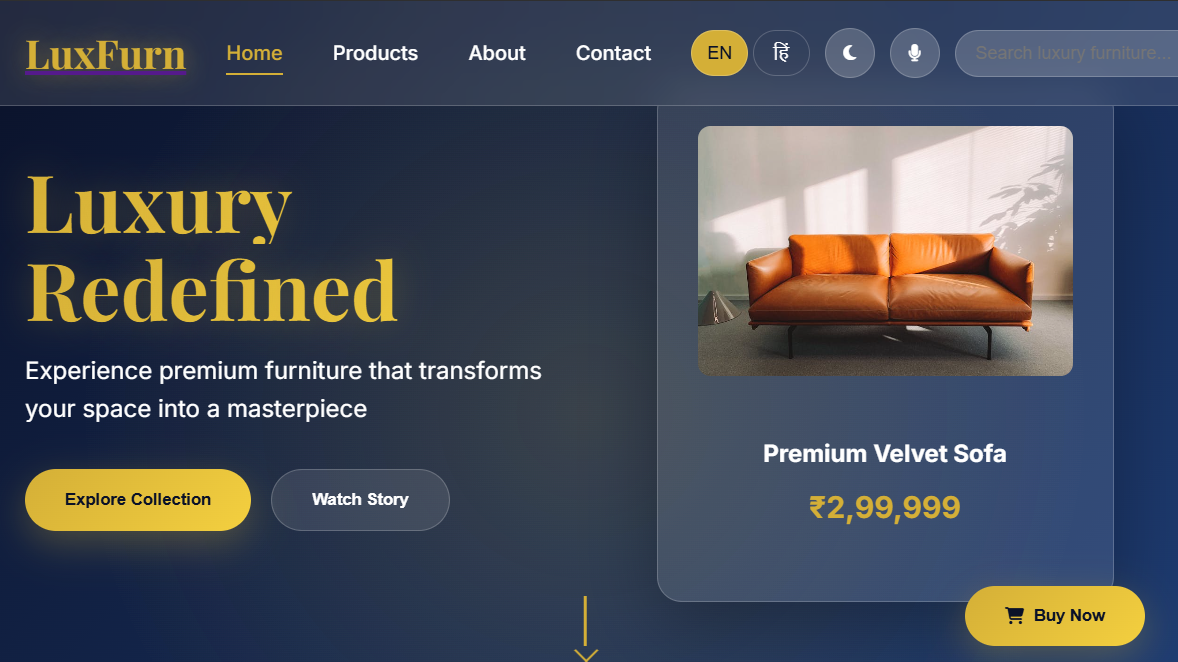 LuxFurn
Home
Products
About
Contact
EN
हिं
Search luxury furniture...
Luxury
Redefined
Experience premium furniture that transforms
your space into a masterpiece
Explore Collection
Watch Story
Premium Velvet Sofa
₹2,99,999
Buy Now